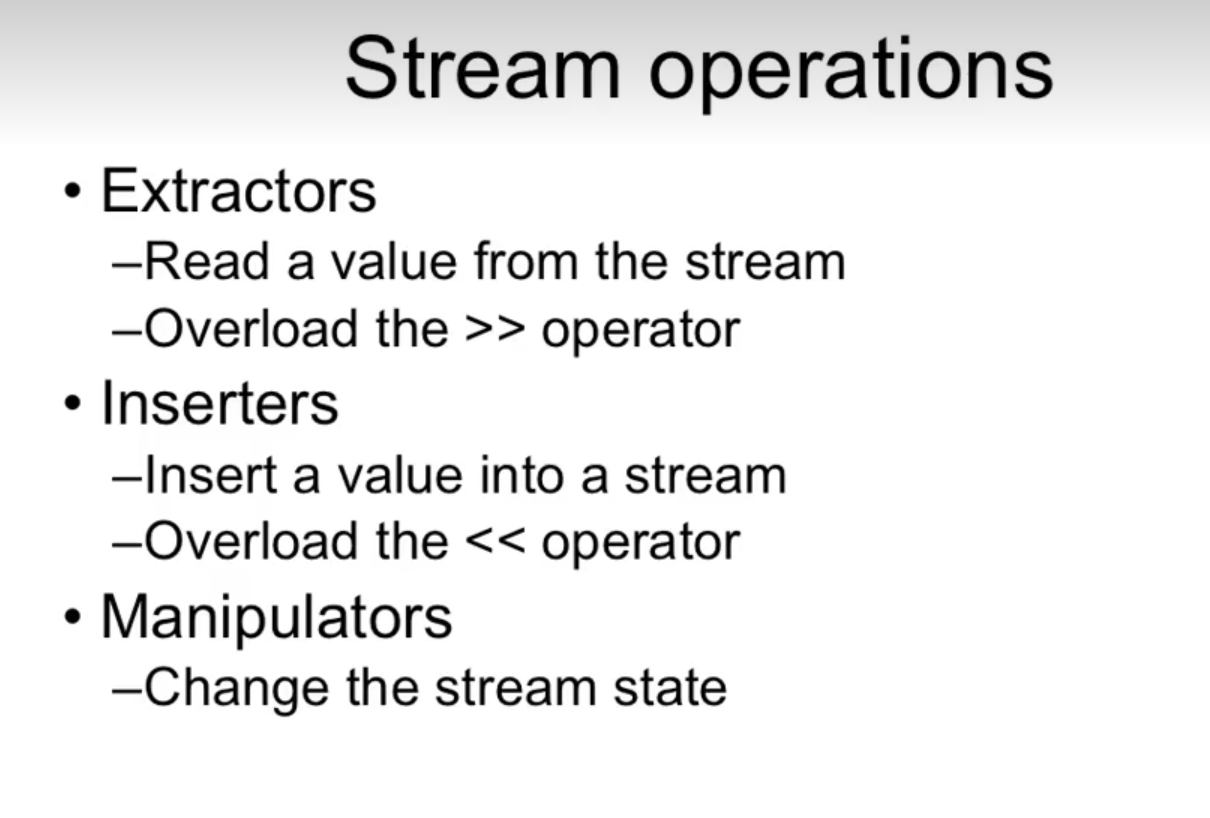 Stream operations
• Extractors
–Read a value from the stream
–Overload the >> operator
• Inserters
–Insert a value into a stream
–Overload the << operator
• Manipulators
–Change the stream state